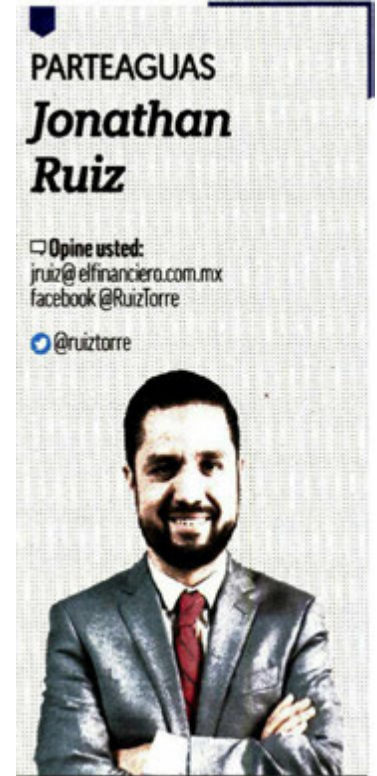 PARTEAGUAS
Jonathan
Ruiz
Opine usted:
jruiz@elfinanciero.com.mx
facebook @RuizTorre
@ruiztorre